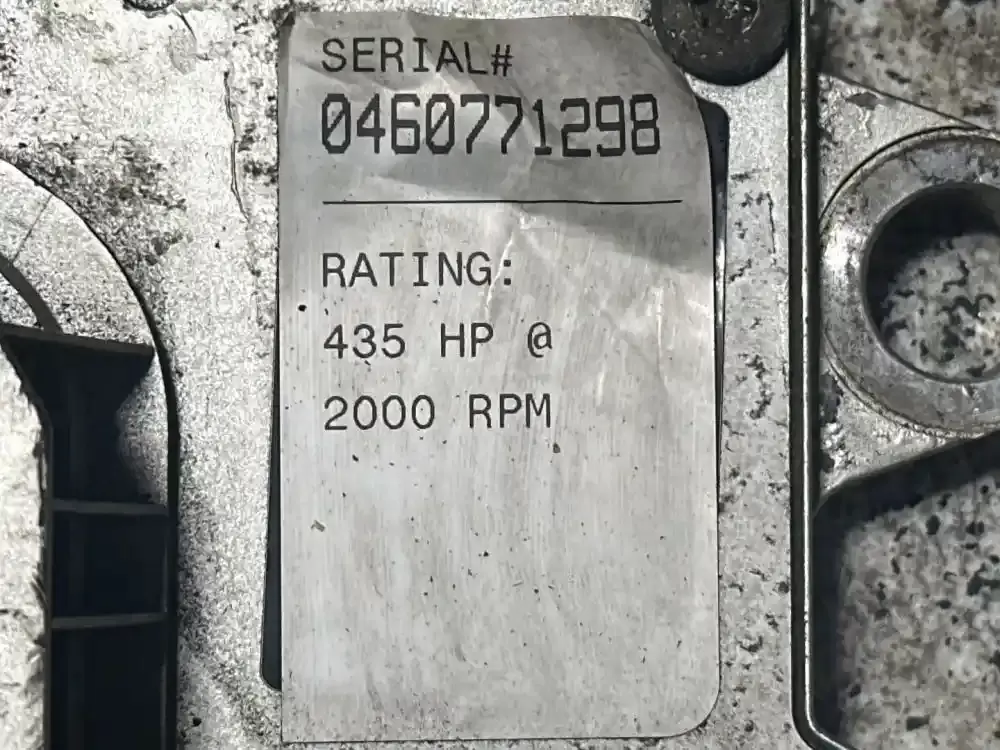 SERIAL#
0460771298
RATING:
435 HP @
2000 RPM